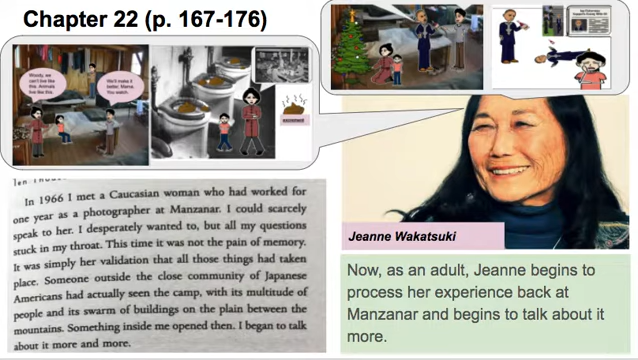 Chapter 22 (p. 167-176)
Woody, we
can't live like
this. Animals
live like this.
We'll make it
better, Mama.
You watch.
excrement
In 1966 I met a Caucasian woman who had worked for
one year as a photographer at Manzanar. I could scarcely
speak to her. I desperately wanted to, but all my questions
stuck in my throat. This time it was not the pain of memory.
It was simply her validation that all those things had taken
place. Someone outside the close community of Japanese
Americans had actually seen the camp, with its multitude of
people and its swarm of buildings on the plain between the
mountains. Something inside me opened then. I began to talk
about it more and more.
Jeanne Wakatsuki
Now, as an adult, Jeanne begins to
process her experience back at
Manzanar and begins to talk about it
more.